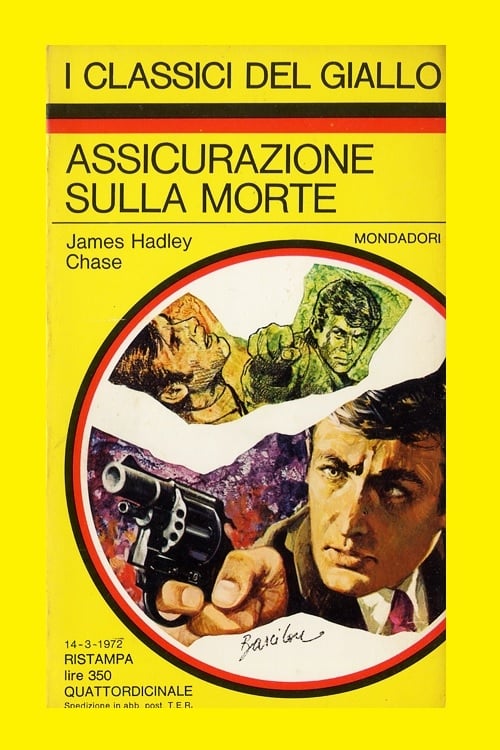 I CLASSICI DEL GIALLO
ASSICURAZIONE
SULLA MORTE
James Hadley
Chase
MONDADORI
Barcilon
14-3-1972
RISTAMPA
lire 350
QUATTORDICINALE
Spedizione in abb. post. T.E.R.